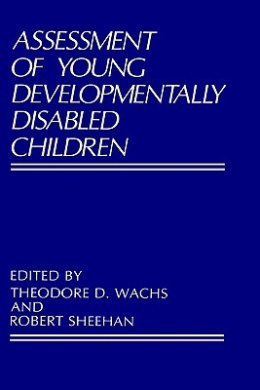 ASSESSMENT
OF YOUNG
DEVELOPMENTALLY
DISABLED
CHILDREN
EDITED BY
THEODORE D. WACHS
AND
ROBERT SHEEHAN